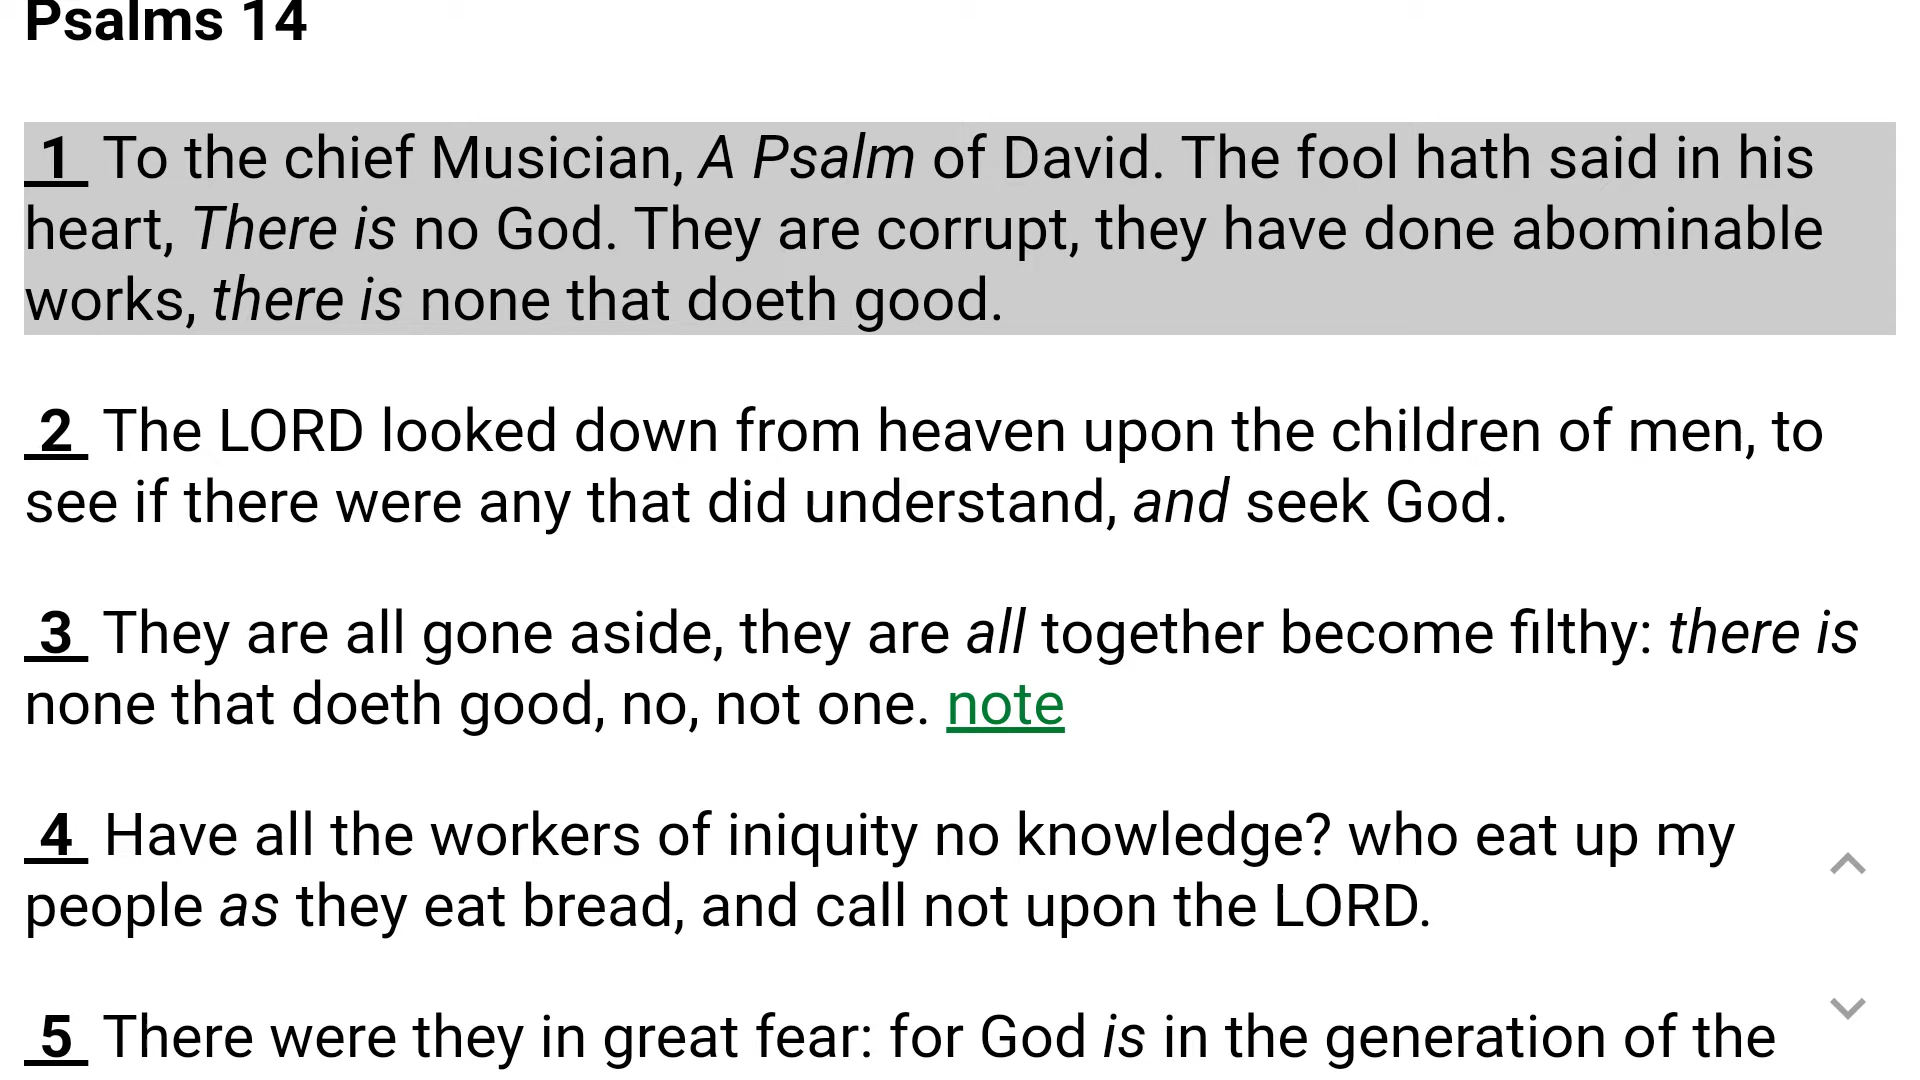 Psalms 14
1 To the chief Musician, A Psalm of David. The fool hath said in his
heart, There is no God. They are corrupt, they have done abominable
works, there is none that doeth good.
2 The LORD looked down from heaven upon the children of men, to
see if there were any that did understand, and seek God.
3 They are all gone aside, they are all together become filthy: there is
none that doeth good, no, not one. note
4 Have all the workers of iniquity no knowledge? who eat up my
people as they eat bread, and call not upon the LORD.
5 There were they in great fear: for God is in the generation of the